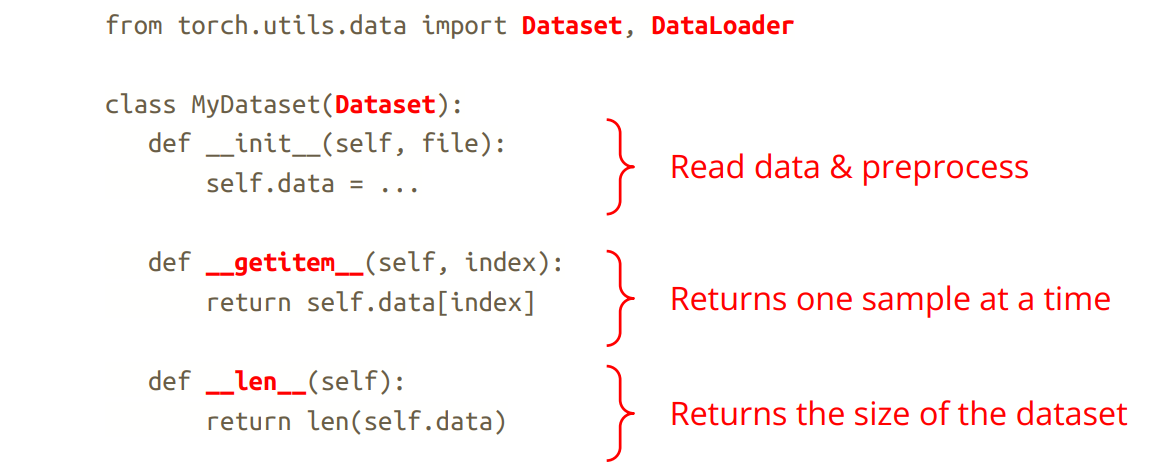 from torch.utils.data import Dataset, DataLoader
class MyDataset(Dataset):
def __init__(self, file):
self.data = ...
Read data & preprocess
def __getitem__(self, index):
return self.data[index]
Returns one sample at a time
def __len__(self):
return len(self.data)
Returns the size of the dataset